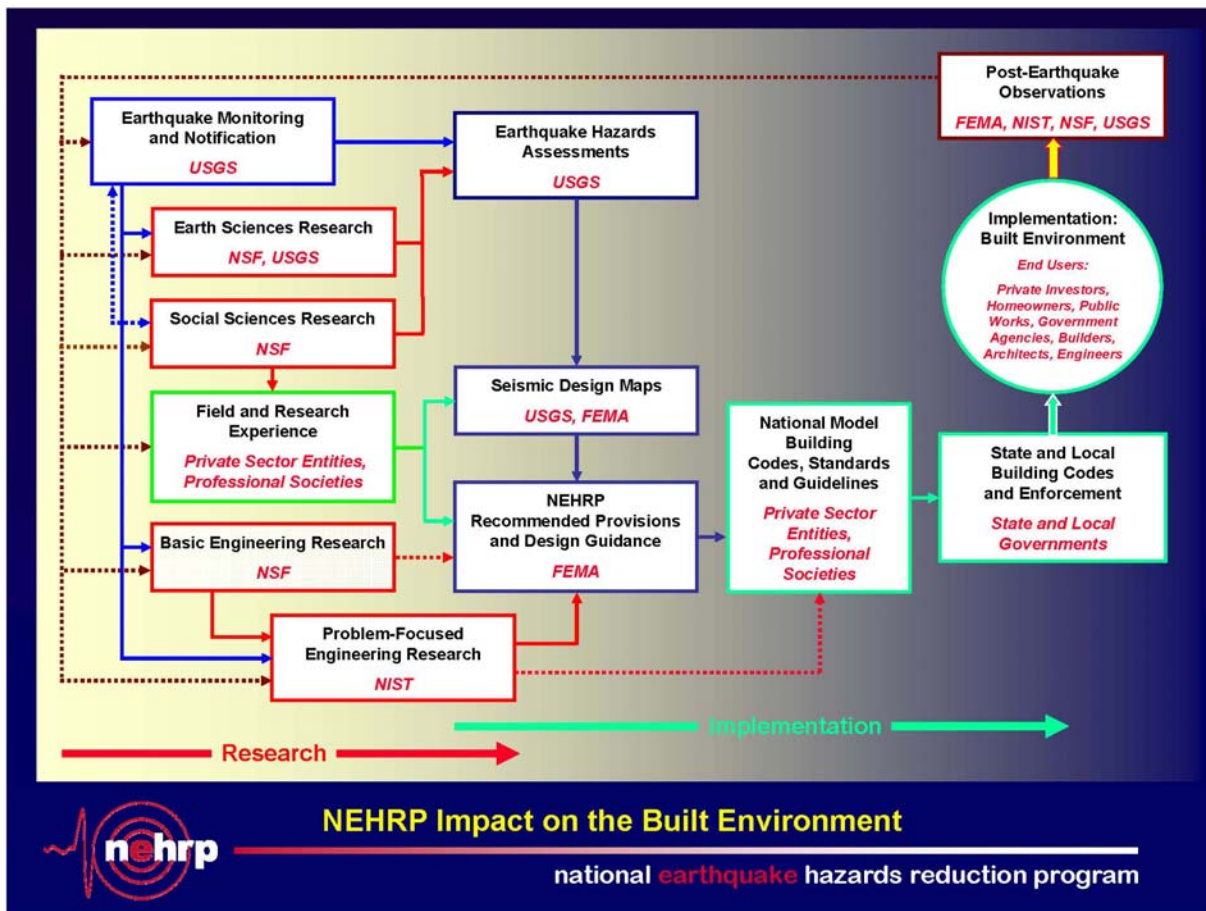 Post-Earthquake
Observations
FEMA, NIST, NSF, USGS
Earthquake Monitoring
and Notification
USGS
Earthquake Hazards
Assessments
USGS
Implementation:
Built Environment
End Users:
Private Investors,
Homeowners, Public
Works, Government
Agencies, Builders,
Architects, Engineers
Earth Sciences Research
NSF, USGS
Social Sciences Research
NSF
Field and Research
Experience
Private Sector Entities,
Professional Societies
Seismic Design Maps
USGS, FEMA
National Model
Building
Codes, Standards
and Guidelines
Private Sector
Entities,
Professional
Societies
State and Local
Building Codes
and Enforcement
State and Local
Governments
NEHRP
Recommended Provisions
and Design Guidance
FEMA
Basic Engineering Research
NSF
Problem-Focused
Engineering Research
NIST
Implementation
Research
NEHRP Impact on the Built Environment
nehrp
national earthquake hazards reduction program